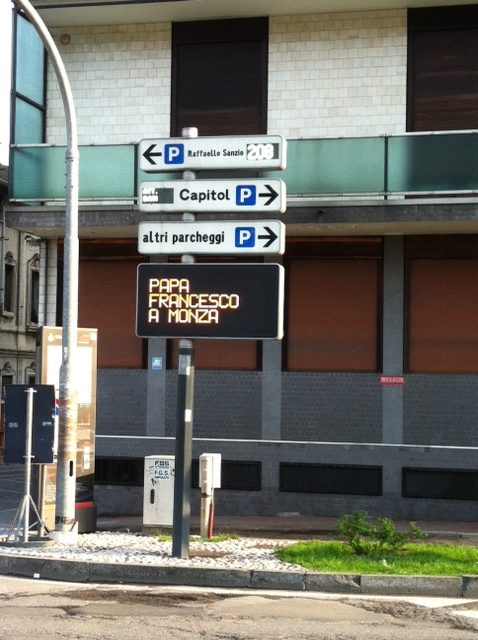 P Raffaello Sanzio 208
Capitol P
altri parcheggi P
PAPA
FRANCESCO
A MONZA
F.G.S.